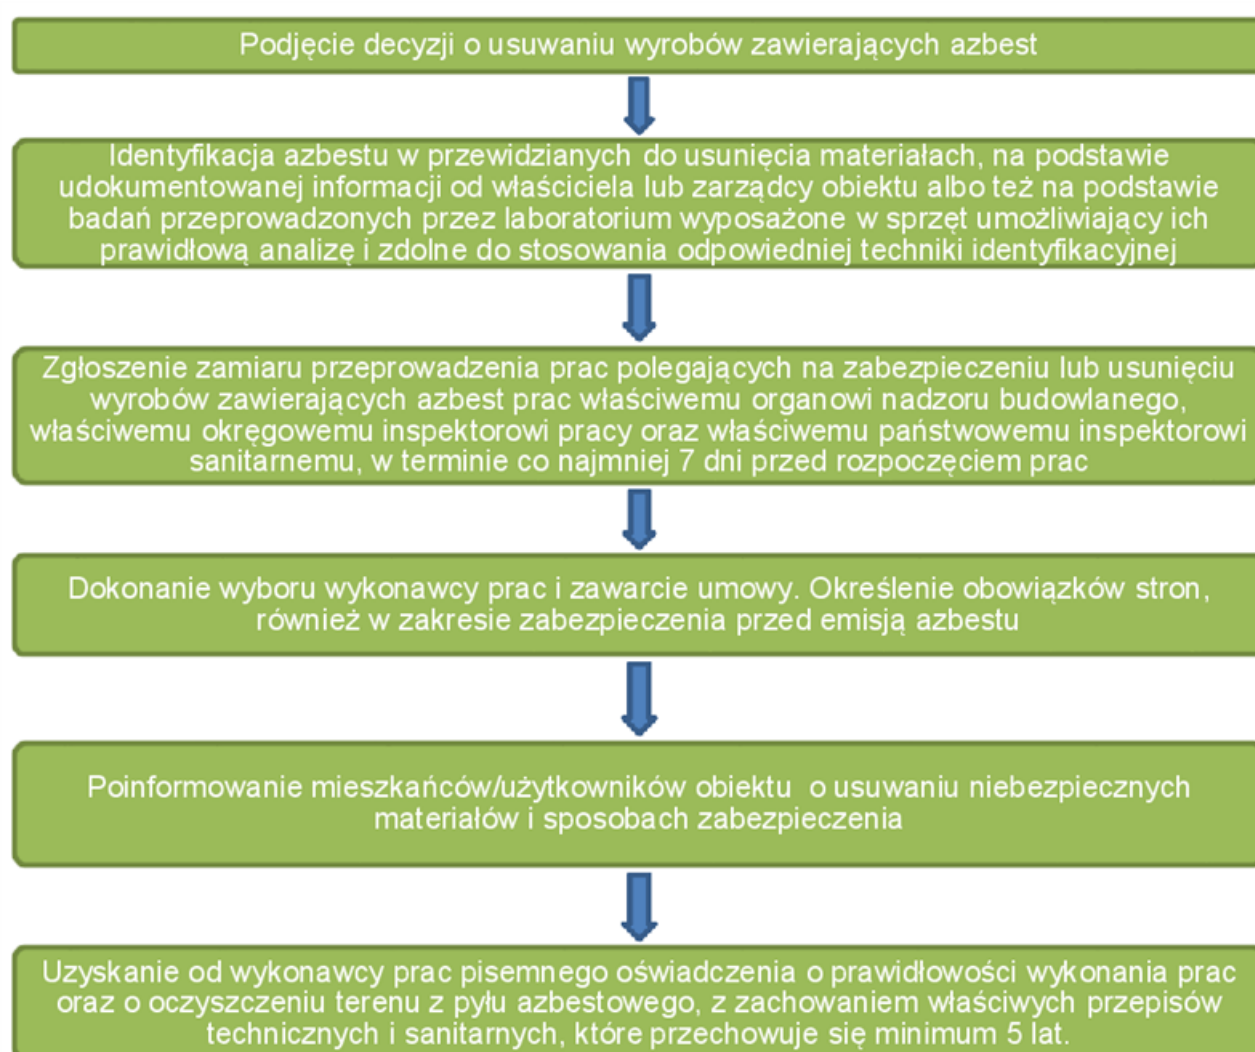 Podjęcie decyzji o usuwaniu wyrobów zawierających azbest
Identyfikacja azbestu w przewidzianych do usunięcia materiałach, na podstawie
udokumentowanej informacji od właściciela lub zarządcy obiektu albo też na podstawie
badań przeprowadzonych przez laboratorium wyposażone w sprzęt umożliwiający ich
prawidłową analizę i zdolne do stosowania odpowiedniej techniki identyfikacyjnej
Zgłoszenie zamiaru przeprowadzenia prac polegających na zabezpieczeniu lub usunięciu
wyrobów zawierających azbest prac właściwemu organowi nadzoru budowlanego,
właściwemu okręgowemu inspektorowi pracy oraz właściwemu państwowemu inspektorowi
sanitarnemu, w terminie co najmniej 7 dni przed rozpoczęciem prac
Dokonanie wyboru wykonawcy prac i zawarcie umowy. Określenie obowiązków stron,
również w zakresie zabezpieczenia przed emisją azbestu
Poinformowanie mieszkańców/użytkowników obiektu o usuwaniu niebezpiecznych
materiałów i sposobach zabezpieczenia
Uzyskanie od wykonawcy prac pisemnego oświadczenia o prawidłowości wykonania prac
oraz o oczyszczeniu terenu z pyłu azbestowego, z zachowaniem właściwych przepisów
technicznych i sanitarnych, które przechowuje się minimum 5 lat.